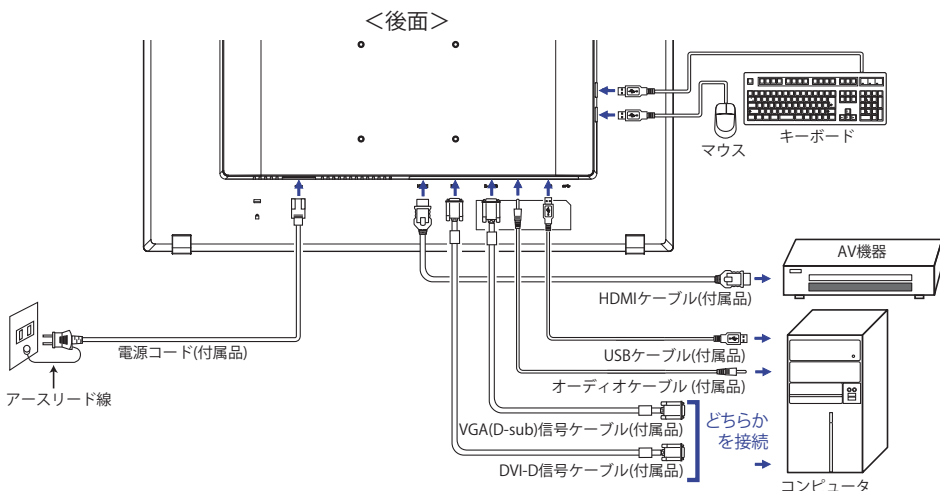 ＜後面＞
マウス
キーボード
AV機器
HDMIケーブル(付属品)
電源コード(付属品)
アースリード線
USBケーブル(付属品)
オーディオケーブル (付属品)
VGA(D-sub)信号ケーブル(付属品)
どちらか
を接続
DVI-D信号ケーブル(付属品)
コンピュータ